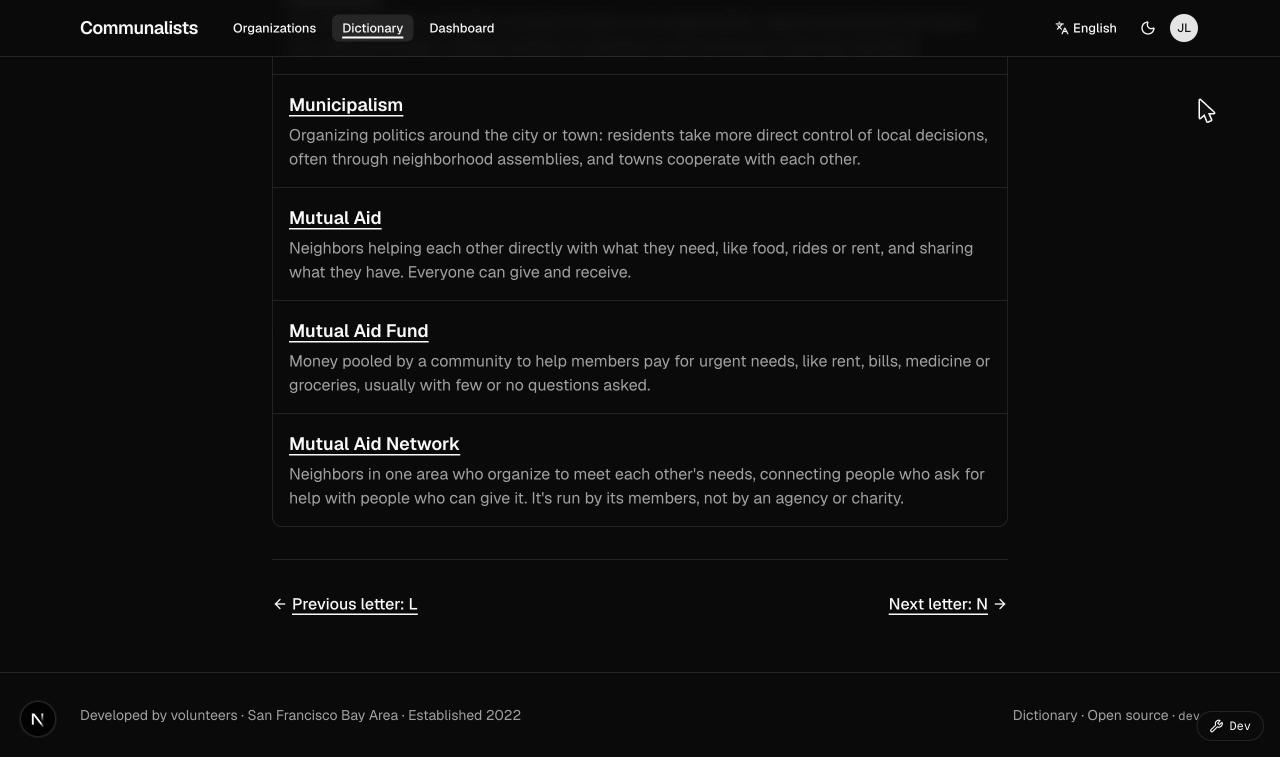 Communalists
Organizations
Dictionary
Dashboard
English
JL
Municipalism
Organizing politics around the city or town: residents take more direct control of local decisions,
often through neighborhood assemblies, and towns cooperate with each other.
Mutual Aid
Neighbors helping each other directly with what they need, like food, rides or rent, and sharing
what they have. Everyone can give and receive.
Mutual Aid Fund
Money pooled by a community to help members pay for urgent needs, like rent, bills, medicine or
groceries, usually with few or no questions asked.
Mutual Aid Network
Neighbors in one area who organize to meet each other's needs, connecting people who ask for
help with people who can give it. It's run by its members, not by an agency or charity.
← Previous letter: L
Next letter: N →
N
Developed by volunteers · San Francisco Bay Area · Established 2022
Dictionary · Open source · dev
Dev